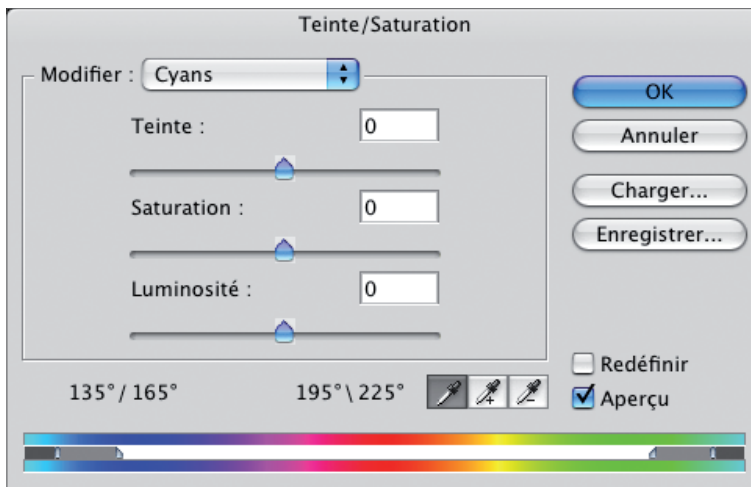 Teinte/Saturation
Modifier : Cyans
OK
Teinte : 0
Annuler
Saturation : 0
Charger...
Enregistrer...
Luminosité : 0
Redéfinir
135°/165° 195°\225°
Aperçu